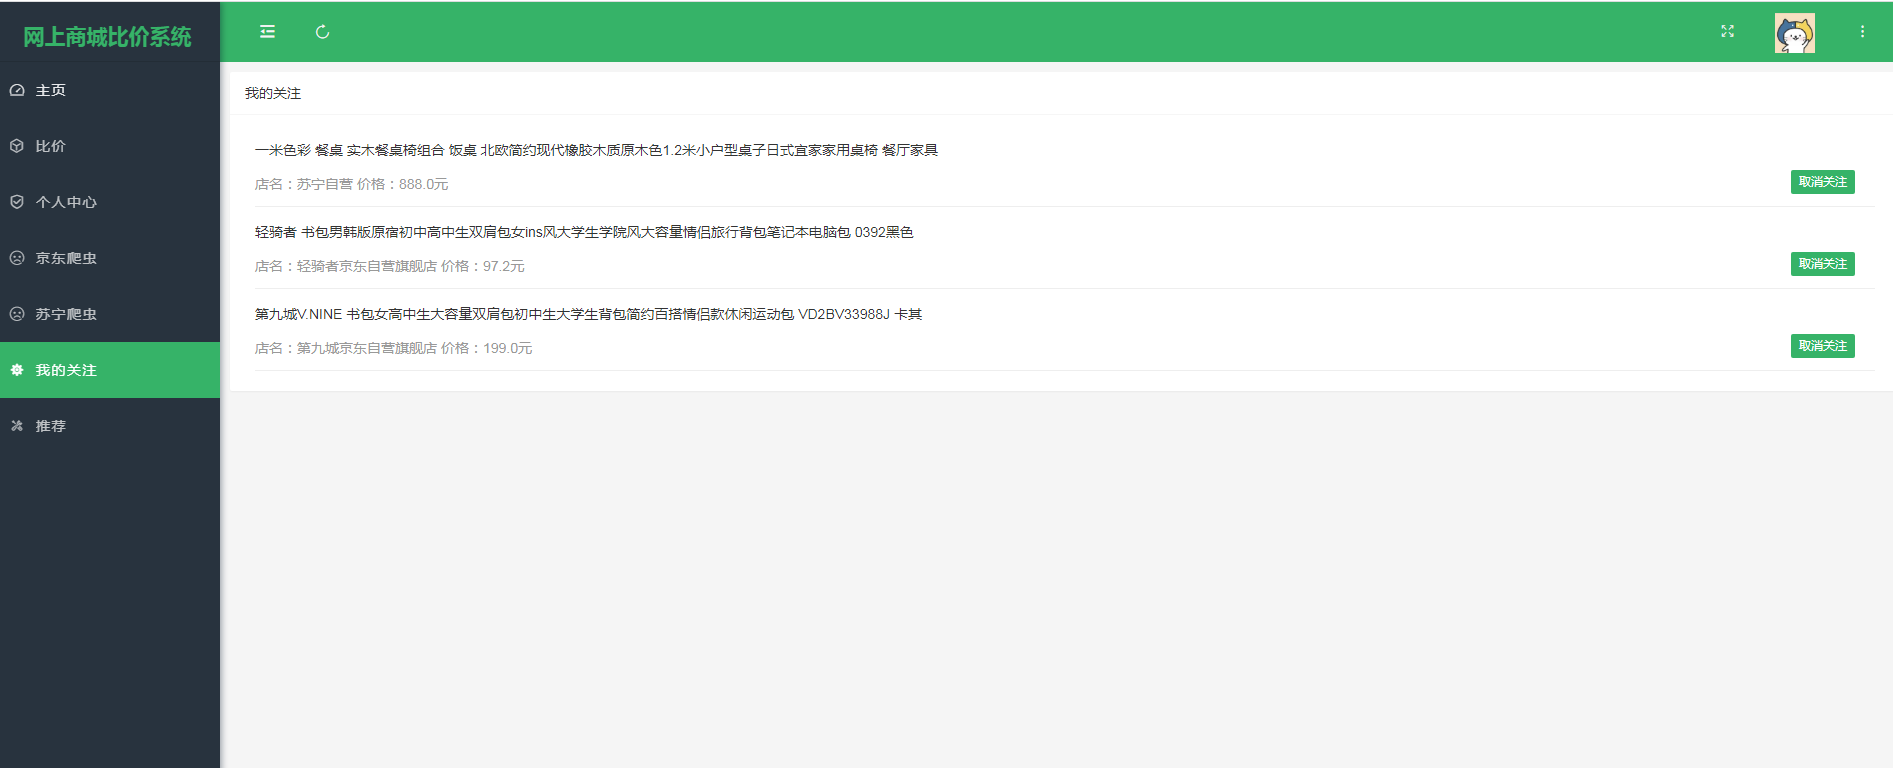 网上商城比价系统
主页
比价
个人中心
京东爬虫
苏宁爬虫
我的关注
推荐
我的关注
一米色彩 餐桌 实木餐桌椅组合 饭桌 北欧简约现代橡胶木质原木色1.2米小户型桌子日式宜家家用桌椅 餐厅家具
店名：苏宁自营 价格：888.0元
取消关注
轻骑者 书包男韩版原宿初中高中生双肩包女ins风大学生学院风大容量情侣旅行背包笔记本电脑包 0392黑色
店名：轻骑者京东自营旗舰店 价格：97.2元
取消关注
第九城V.NINE 书包女高中生大容量双肩包初中生大学生背包简约百搭情侣款休闲运动包 VD2BV33988J 卡其
店名：第九城京东自营旗舰店 价格：199.0元
取消关注